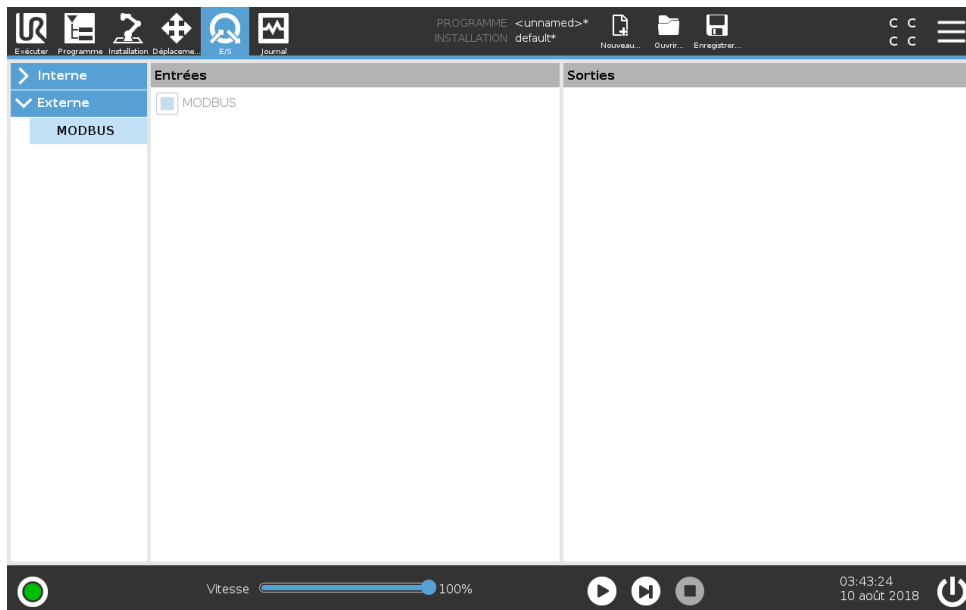 UR
PROGRAMME <unnamed>*
INSTALLATION default*
C C
C C
Exécuter Programme Installation Déplaceme... E/S Journal Nouveau... Ouvrir... Enregistrer...
Interne
Entrées
Sorties
Externe
MODBUS
MODBUS
Vitesse 100%
03:43:24
10 août 2018